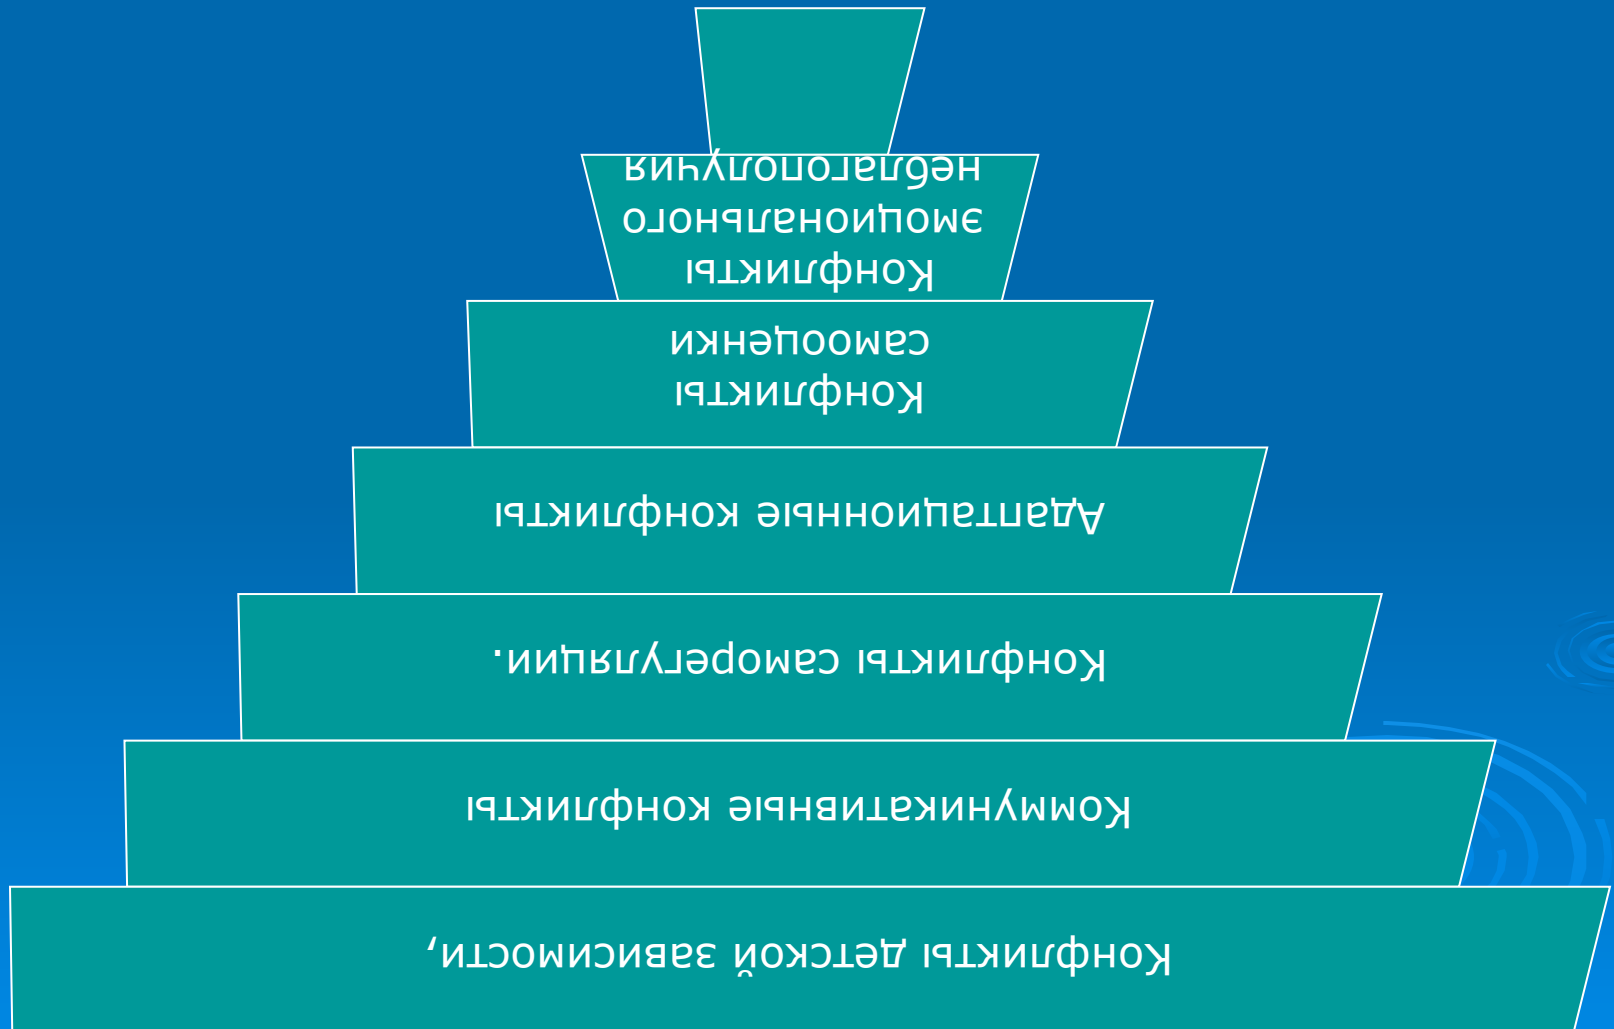 Конфликты детской зависимости,
Коммуникативные конфликты
Конфликты саморегуляции.
Адаптационные конфликты
Конфликты
самооценки
Конфликты
эмоционального
неблагополучия